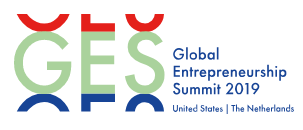 GES
Global
Entrepreneurship
Summit 2019
United States | The Netherlands